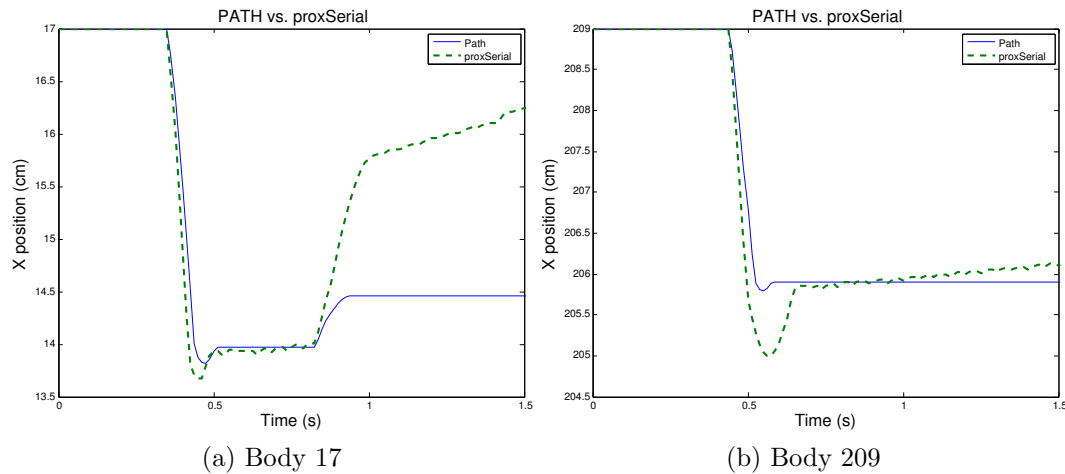 PATH vs. proxSerial
17
16.5
16
15.5
15
14.5
14
13.5
X position (cm)
0
0.5
1
1.5
Time (s)
Path
proxSerial
(a) Body 17
PATH vs. proxSerial
209
208.5
208
207.5
207
206.5
206
205.5
205
204.5
X position (cm)
0
0.5
1
1.5
Time (s)
Path
proxSerial
(b) Body 209